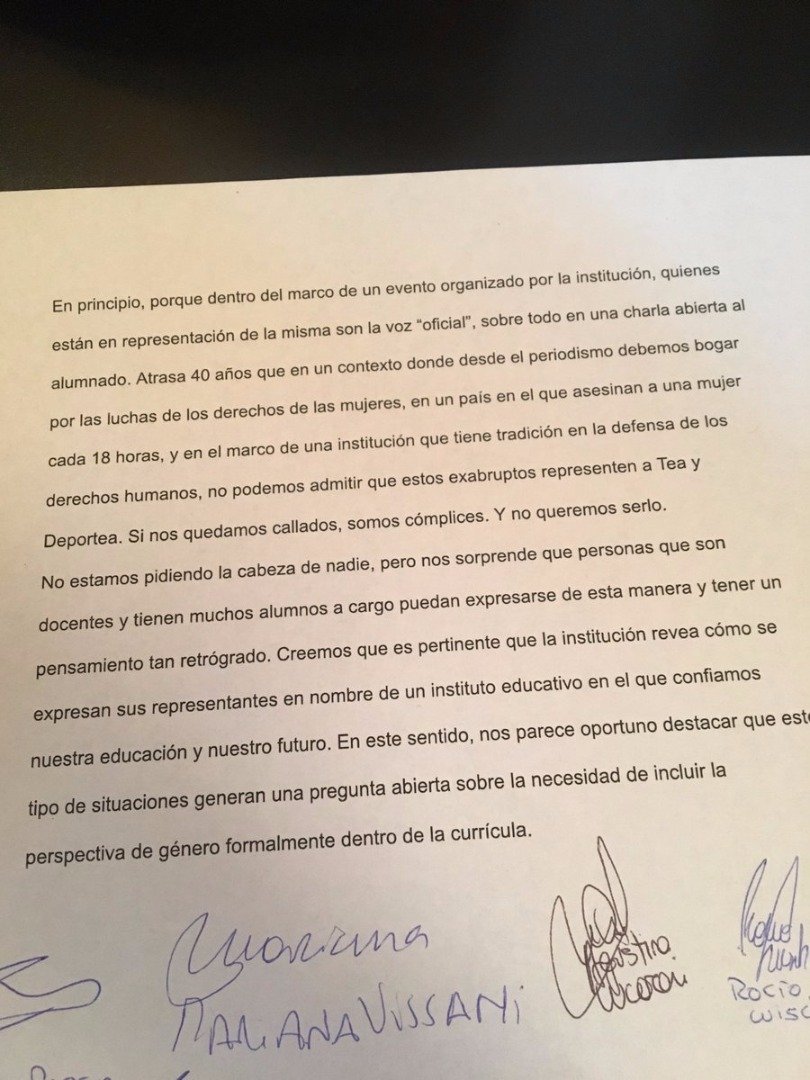 En principio, porque dentro del marco de un evento organizado por la institución, quienes
están en representación de la misma son la voz “oficial”, sobre todo en una charla abierta al
alumnado. Atrasa 40 años que en un contexto donde desde el periodismo debemos bogar
por las luchas de los derechos de las mujeres, en un país en el que asesinan a una mujer
cada 18 horas, y en el marco de una institución que tiene tradición en la defensa de los
derechos humanos, no podemos admitir que estos exabruptos representen a Tea y
Deportea. Si nos quedamos callados, somos cómplices. Y no queremos serlo.
No estamos pidiendo la cabeza de nadie, pero nos sorprende que personas que son
docentes y tienen muchos alumnos a cargo puedan expresarse de esta manera y tener un
pensamiento tan retrógrado. Creemos que es pertinente que la institución revea cómo se
expresan sus representantes en nombre de un instituto educativo en el que confiamos
nuestra educación y nuestro futuro. En este sentido, nos parece oportuno destacar que este
tipo de situaciones generan una pregunta abierta sobre la necesidad de incluir la
perspectiva de género formalmente dentro de la currícula.
Mariana
MARIANA VISSANI
Agustina
ROCIO